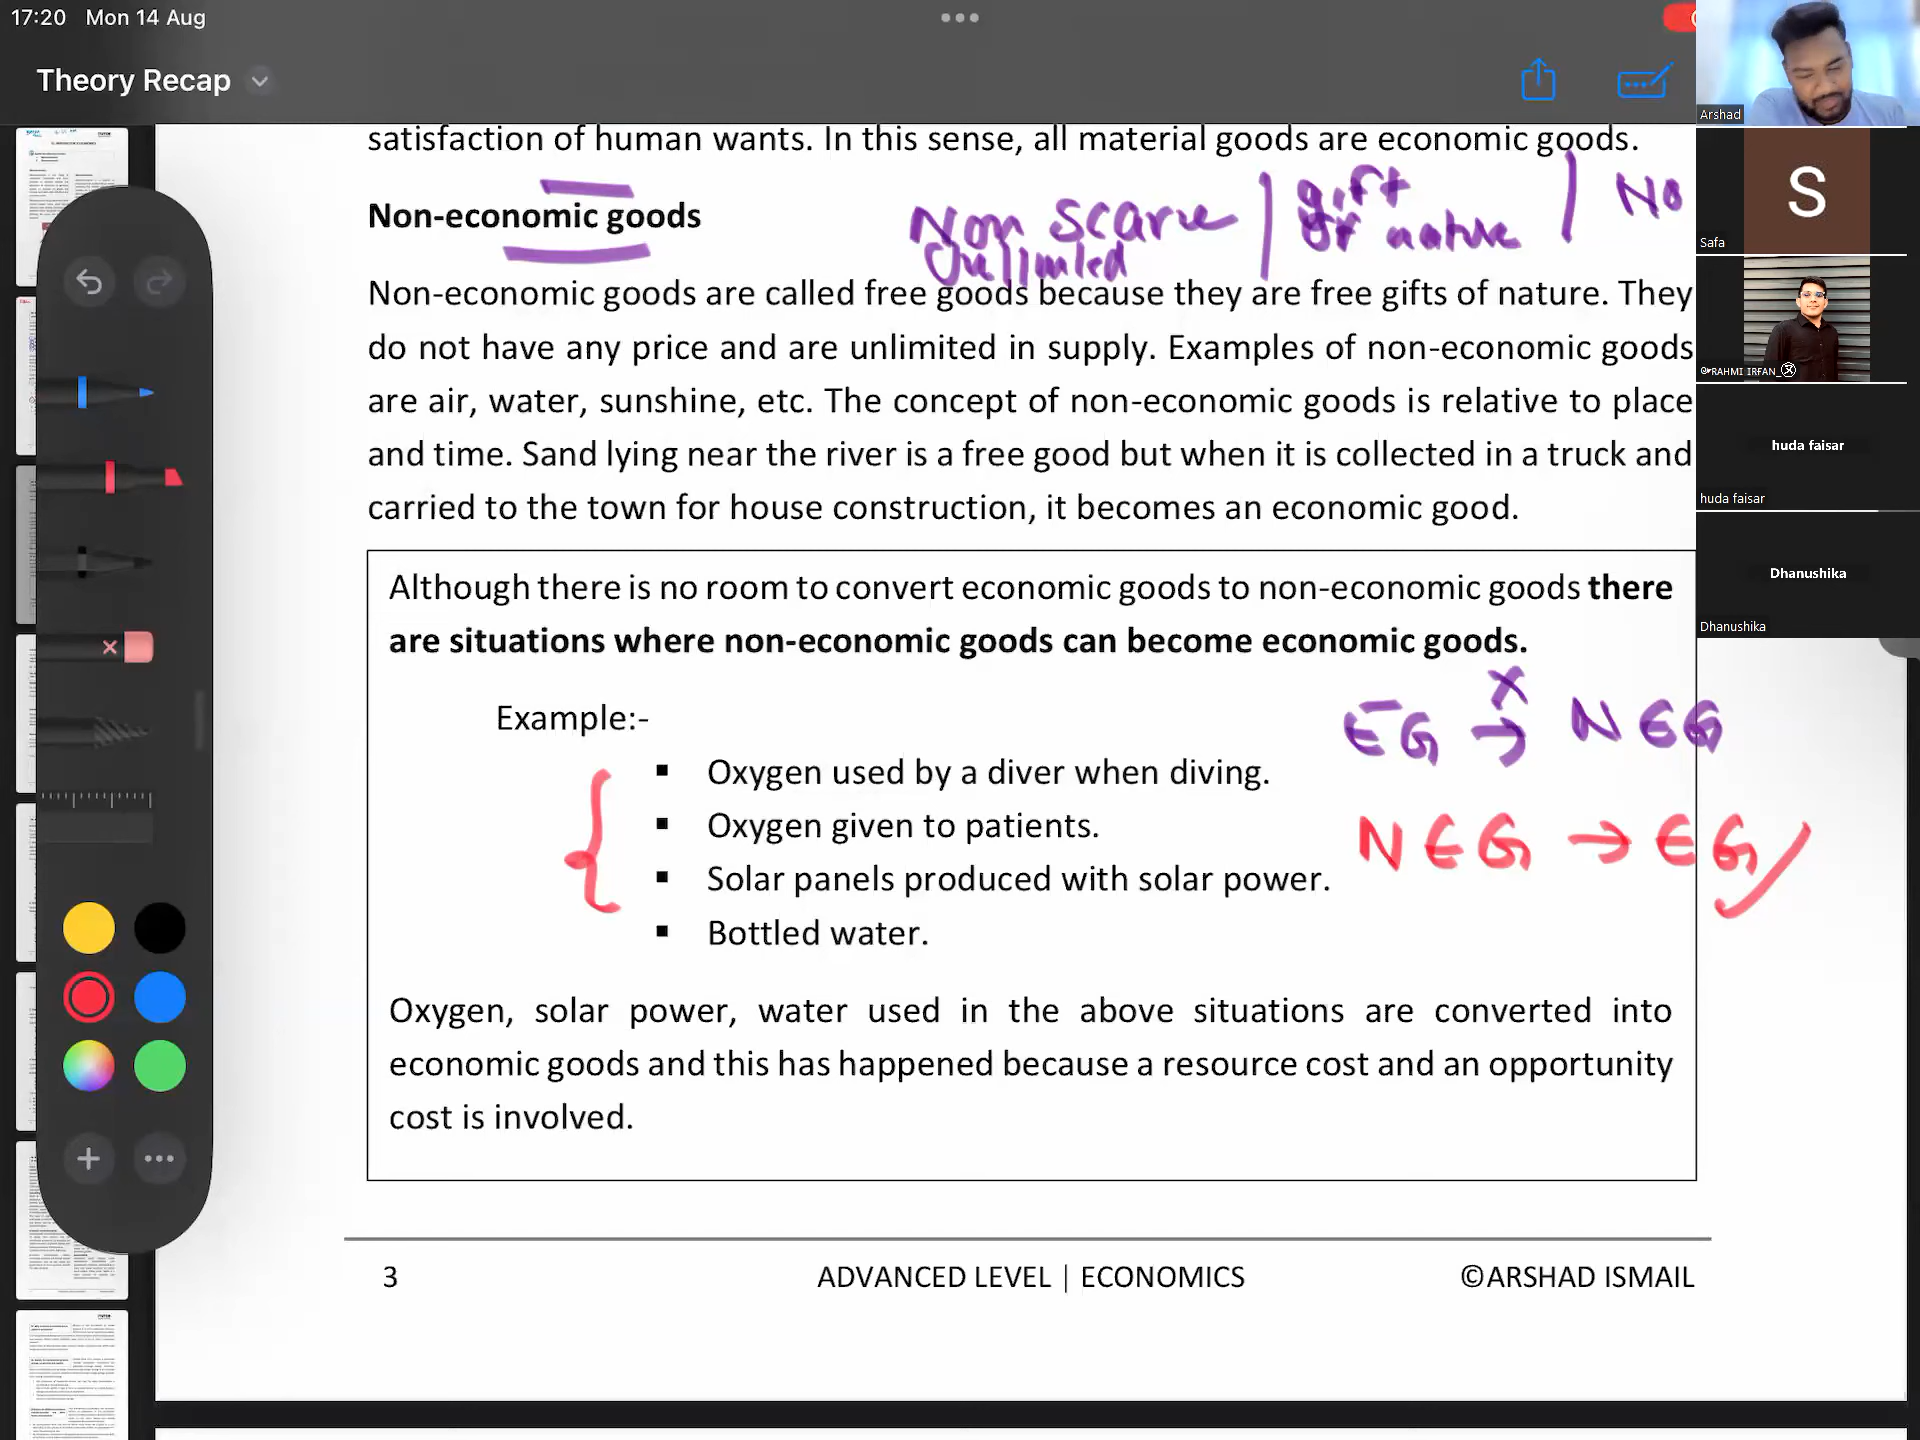 17:20 Mon 14 Aug
Theory Recap
Arshad
satisfaction of human wants. In this sense, all material goods are economic goods.
Non-economic goods
Non scarce
Unlimited
gift
of nature
No
S
Safa
Non-economic goods are called free goods because they are free gifts of nature. They
do not have any price and are unlimited in supply. Examples of non-economic goods
are air, water, sunshine, etc. The concept of non-economic goods is relative to place
and time. Sand lying near the river is a free good but when it is collected in a truck and
carried to the town for house construction, it becomes an economic good.
RAHMI IRFAN_
huda faisar
huda faisar
Dhanushika
Dhanushika
Although there is no room to convert economic goods to non-economic goods there
are situations where non-economic goods can become economic goods.
Example:-
EG → NEG
X
▪ Oxygen used by a diver when diving.
▪ Oxygen given to patients.
NEG → EG
▪ Solar panels produced with solar power.
▪ Bottled water.
Oxygen, solar power, water used in the above situations are converted into
economic goods and this has happened because a resource cost and an opportunity
cost is involved.
3 ADVANCED LEVEL | ECONOMICS ©ARSHAD ISMAIL